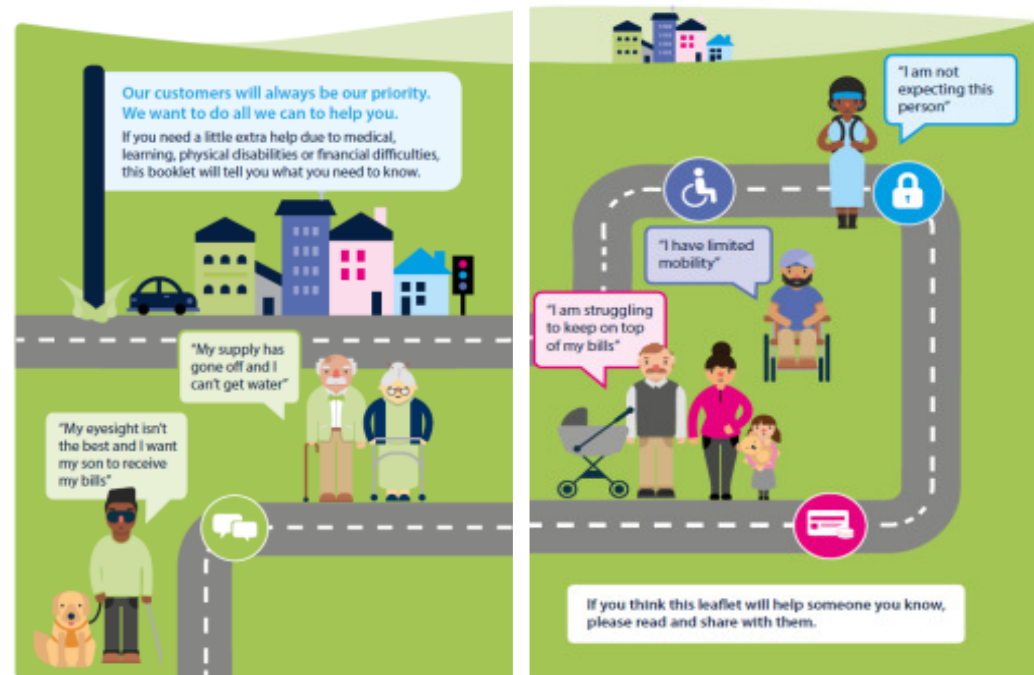 Our customers will always be our priority.
We want to do all we can to help you.
If you need a little extra help due to medical,
learning, physical disabilities or financial difficulties,
this booklet will tell you what you need to know.
"My supply has
gone off and I
can't get water"
"My eyesight isn't
the best and I want
my son to receive
my bills"
"I am not
expecting this
person"
"I have limited
mobility"
"I am struggling
to keep on top
of my bills"
If you think this leaflet will help someone you know,
please read and share with them.